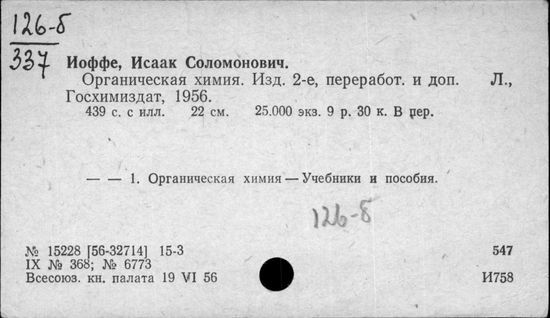 126-б
337
Иоффе, Исаак Соломонович.
Органическая химия. Изд. 2-е, переработ. и доп. Л.,
Госхимиздат, 1956.
439 с. с илл. 22 см. 25.000 экз. 9 р. 30 к. В пер.
— — 1. Органическая химия — Учебники и пособия.
126-б
№ 15228 [56-32714] 15-3 547
IX № 368; № 6773
Всесоюз. кн. палата 19 VI 56 И758